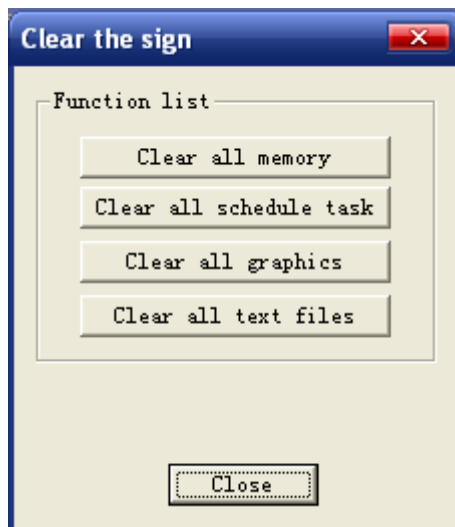 Clear the sign
Function list
Clear all memory
Clear all schedule task
Clear all graphics
Clear all text files
Close